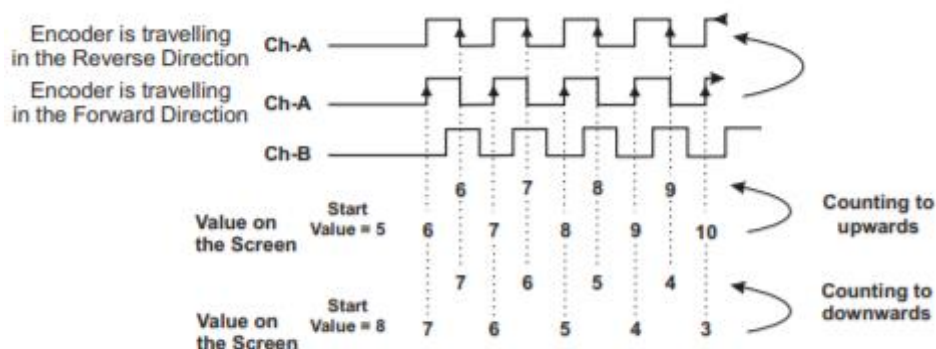 Encoder is travelling
in the Reverse Direction
Ch-A
Encoder is travelling
in the Forward Direction
Ch-A
Ch-B
6 7 8 9
Value on
the Screen
Start
Value = 5
6 7 8 9 10
Counting to
upwards
7 6 5 4
Value on
the Screen
Start
Value = 8
7 6 5 4 3
Counting to
downwards